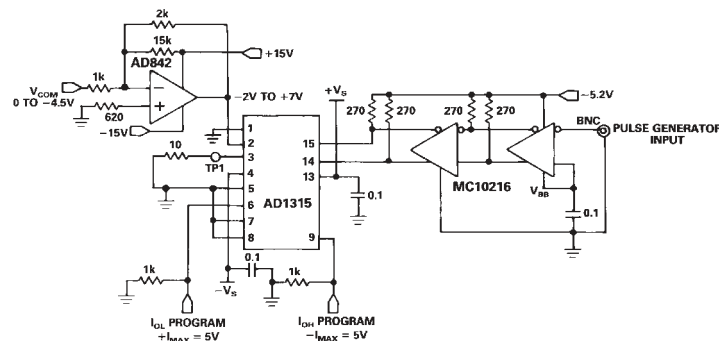 2k
15k
AD842
+15V
1k
V_COM
0 TO −4.5V
−
+
620
−15V
−2V TO +7V
+V_S
−5.2V
270
270
270
270
BNC
PULSE GENERATOR
INPUT
1
2
3
4
5
6
7
8
15
14
13
9
10
TP1
AD1315
MC10216
V_BB
0.1
0.1
0.1
1k
1k
−V_S
I_OL PROGRAM
+I_MAX = 5V
I_OH PROGRAM
−I_MAX = 5V